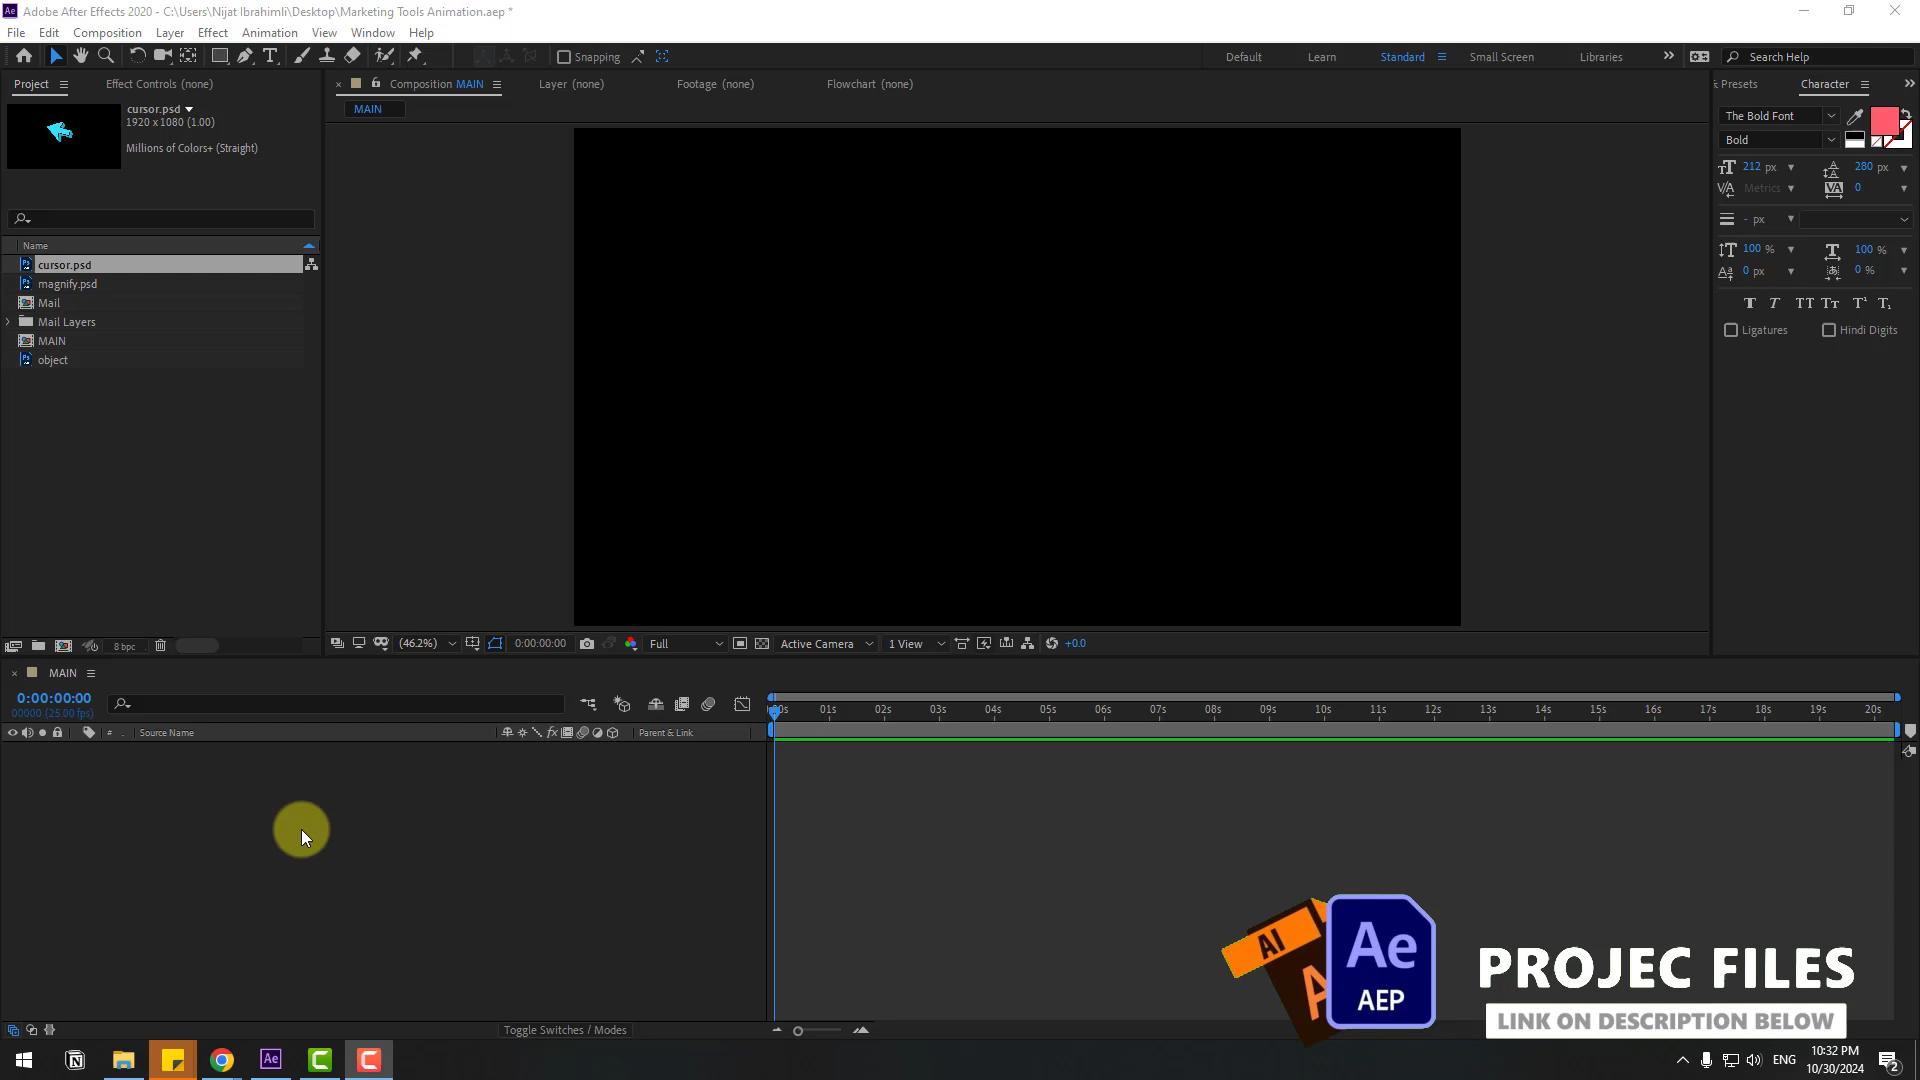 Adobe After Effects 2020 - C:\Users\Nijat Ibrahimli\Desktop\Marketing Tools Animation.aep *
File Edit Composition Layer Effect Animation View Window Help
Snapping
Default Learn Standard Small Screen Libraries
Search Help
Project
Effect Controls (none)
cursor.psd
1920 x 1080 (1.00)
Millions of Colors+ (Straight)
Name
cursor.psd
magnify.psd
Mail
Mail Layers
MAIN
object
8 bpc
Composition MAIN
Layer (none)
Footage (none)
Flowchart (none)
MAIN
(46.2%)
0:00:00:00
Full
Active Camera
1 View
+0.0
Presets
Character
The Bold Font
Bold
212 px
280 px
Metrics
0
- px
100 %
100 %
0 px
0 %
T T TT Tt T¹ T₁
Ligatures
Hindi Digits
MAIN
0:00:00:00
00000 (25.00 fps)
# . Source Name
fx
Parent & Link
00s 01s 02s 03s 04s 05s 06s 07s 08s 09s 10s 11s 12s 13s 14s 15s 16s 17s 18s 19s 20s
Toggle Switches / Modes
AI
A
Ae
AEP
PROJEC FILES
LINK ON DESCRIPTION BELOW
Ae
ENG
10:32 PM
10/30/2024
2